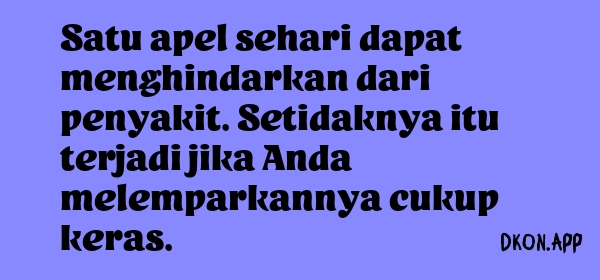 Satu apel sehari dapat
menghindarkan dari
penyakit. Setidaknya itu
terjadi jika Anda
melemparkannya cukup
keras.
DKON.APP